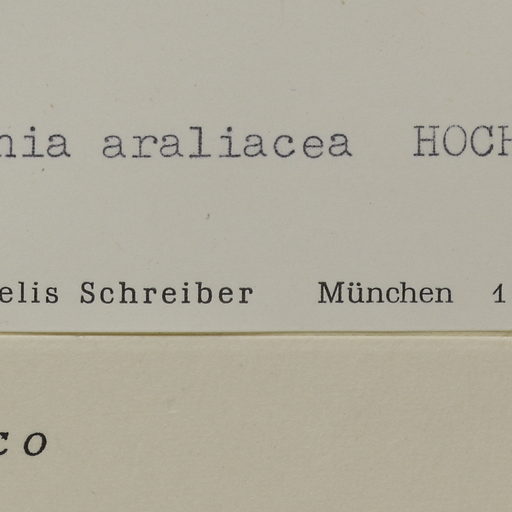 nia araliacea HOCH
elis Schreiber München 1
co